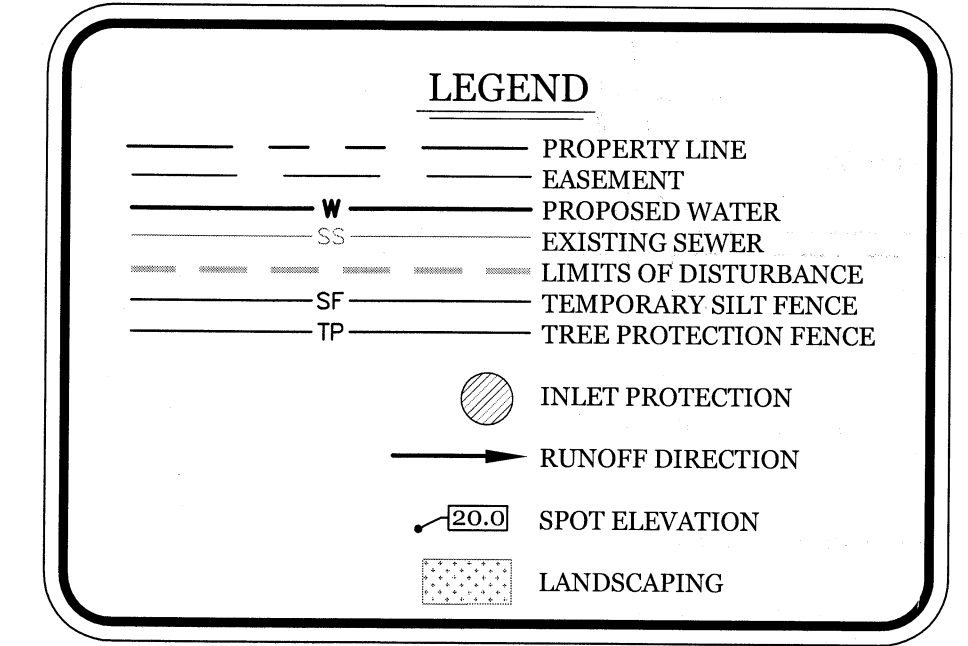 LEGEND
PROPERTY LINE
EASEMENT
W PROPOSED WATER
SS EXISTING SEWER
LIMITS OF DISTURBANCE
SF TEMPORARY SILT FENCE
TP TREE PROTECTION FENCE
INLET PROTECTION
RUNOFF DIRECTION
20.0 SPOT ELEVATION
LANDSCAPING